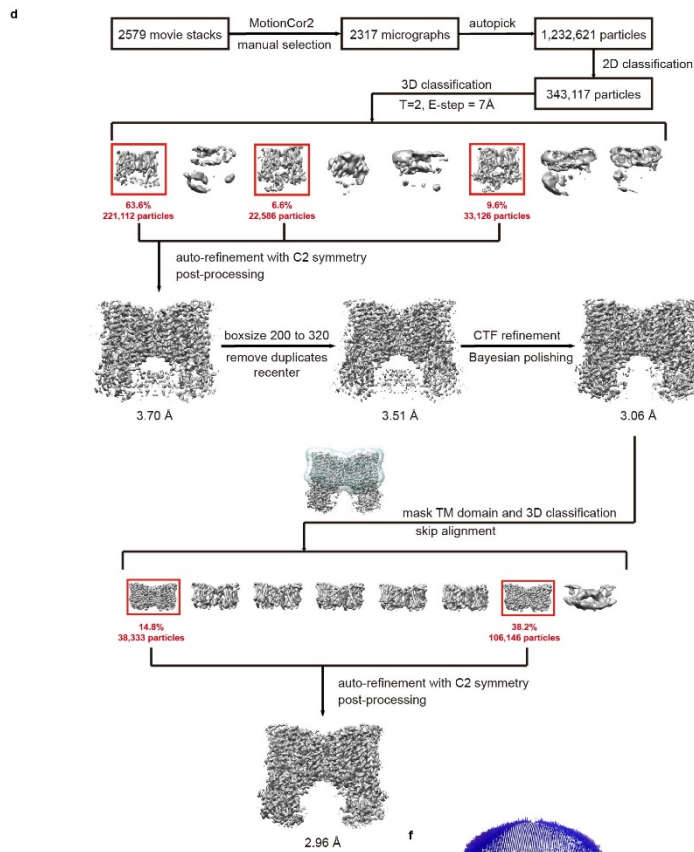 d
2579 movie stacks
MotionCor2
manual selection
2317 micrographs
autopick
1,232,621 particles
2D classification
343,117 particles
3D classification
T=2, E-step = 7Å
63.6%
221,112 particles
6.6%
22,586 particles
9.6%
33,126 particles
auto-refinement with C2 symmetry
post-processing
boxsize 200 to 320
remove duplicates
recenter
CTF refinement
Bayesian polishing
3.70 Å
3.51 Å
3.06 Å
mask TM domain and 3D classification
skip alignment
14.8%
38,333 particles
38.2%
106,146 particles
auto-refinement with C2 symmetry
post-processing
2.96 Å
f